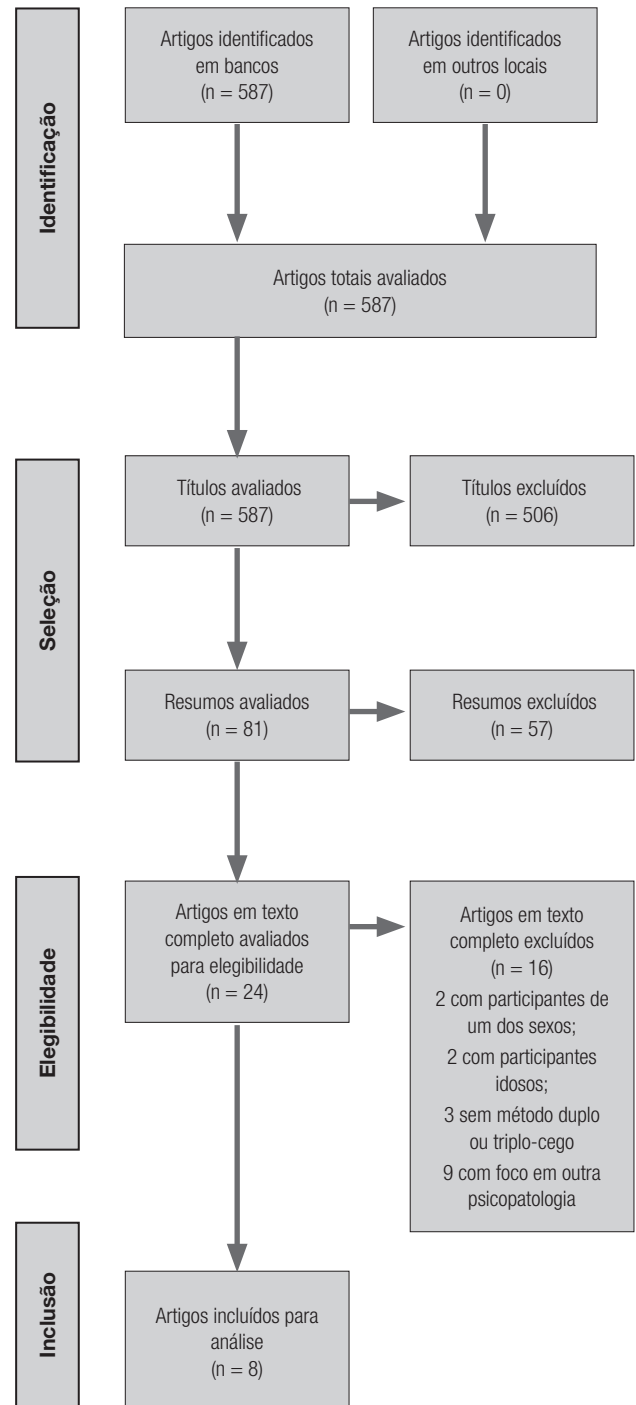 Identificação
Artigos identificados
em bancos
(n = 587)
Artigos identificados
em outros locais
(n = 0)
Artigos totais avaliados
(n = 587)
Seleção
Títulos avaliados
(n = 587)
Títulos excluídos
(n = 506)
Resumos avaliados
(n = 81)
Resumos excluídos
(n = 57)
Elegibilidade
Artigos em texto
completo avaliados
para elegibilidade
(n = 24)
Artigos em texto
completo excluídos
(n = 16)
2 com participantes de
um dos sexos;
2 com participantes
idosos;
3 sem método duplo
ou triplo-cego
9 com foco em outra
psicopatologia
Inclusão
Artigos incluídos para
análise
(n = 8)